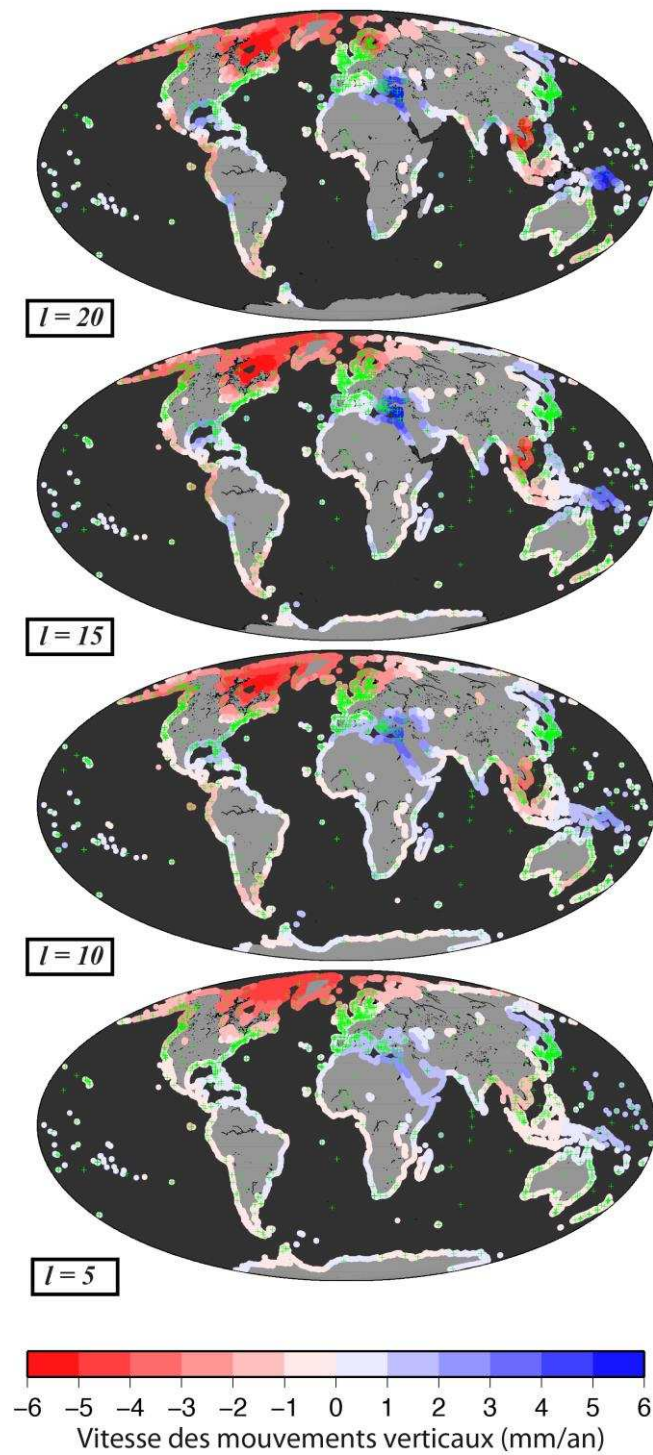 l = 20
l = 15
l = 10
l = 5
−6 −5 −4 −3 −2 −1 0 1 2 3 4 5 6
Vitesse des mouvements verticaux (mm/an)